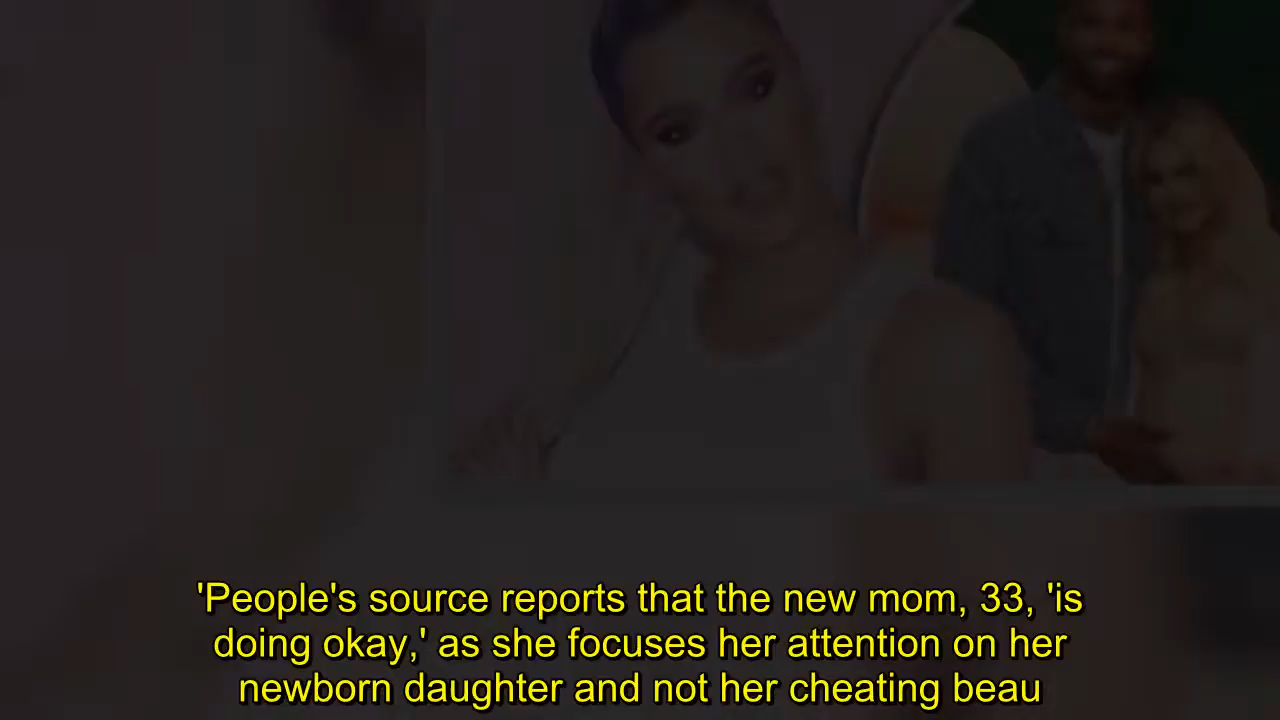 'People's source reports that the new mom, 33, 'is
doing okay,' as she focuses her attention on her
newborn daughter and not her cheating beau